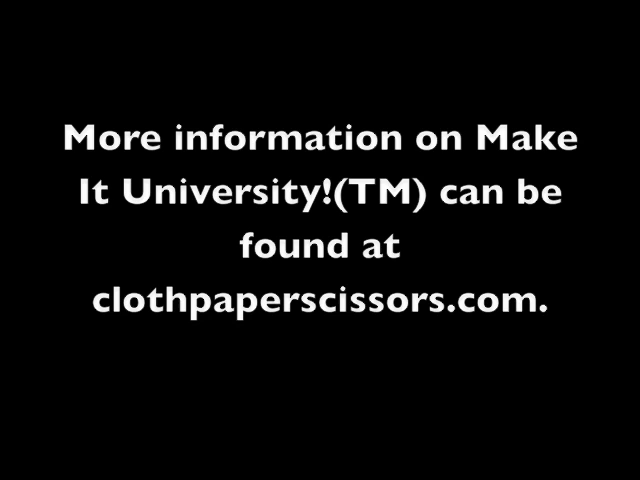 More information on Make
It University!(TM) can be
found at
clothpaperscissors.com.